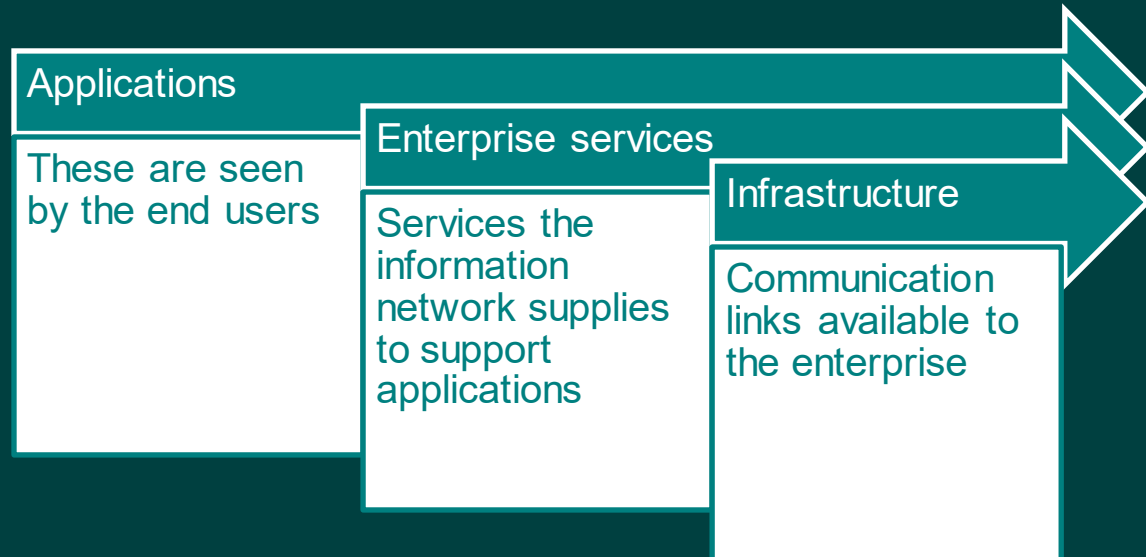 Applications
These are seen
by the end users
Enterprise services
Services the
information
network supplies
to support
applications
Infrastructure
Communication
links available to
the enterprise